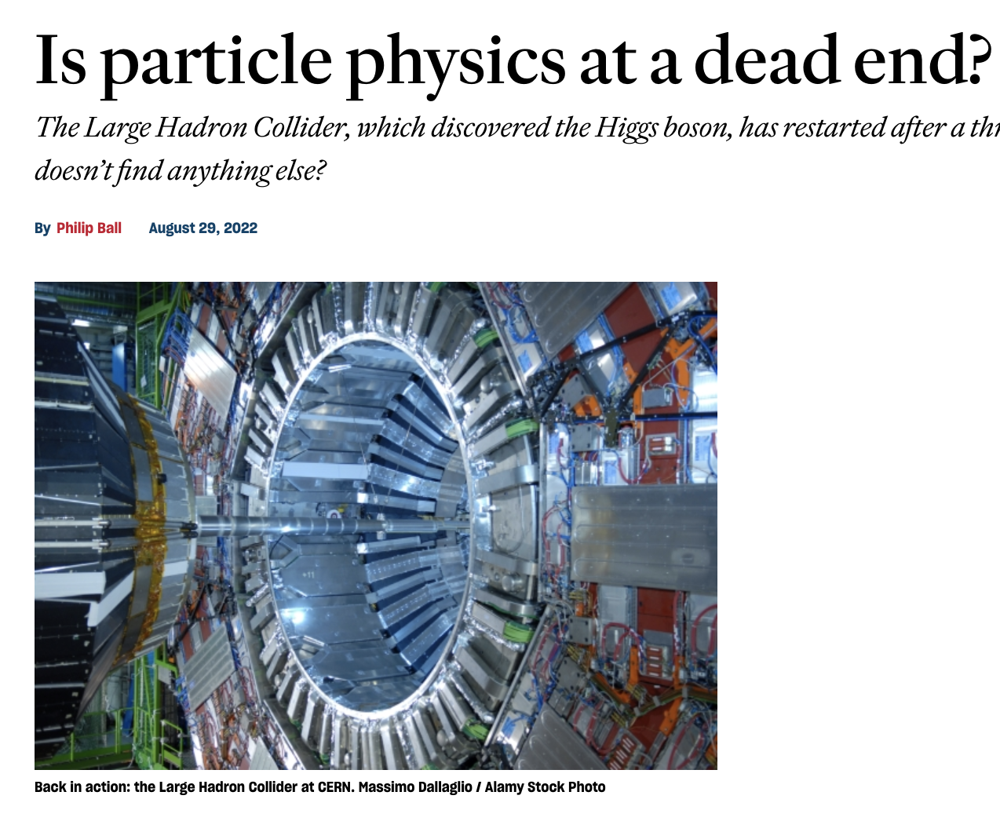 Is particle physics at a dead end?
The Large Hadron Collider, which discovered the Higgs boson, has restarted after a
doesn’t find anything else?
By Philip Ball August 29, 2022
+11
Back in action: the Large Hadron Collider at CERN. Massimo Dallaglio / Alamy Stock Photo